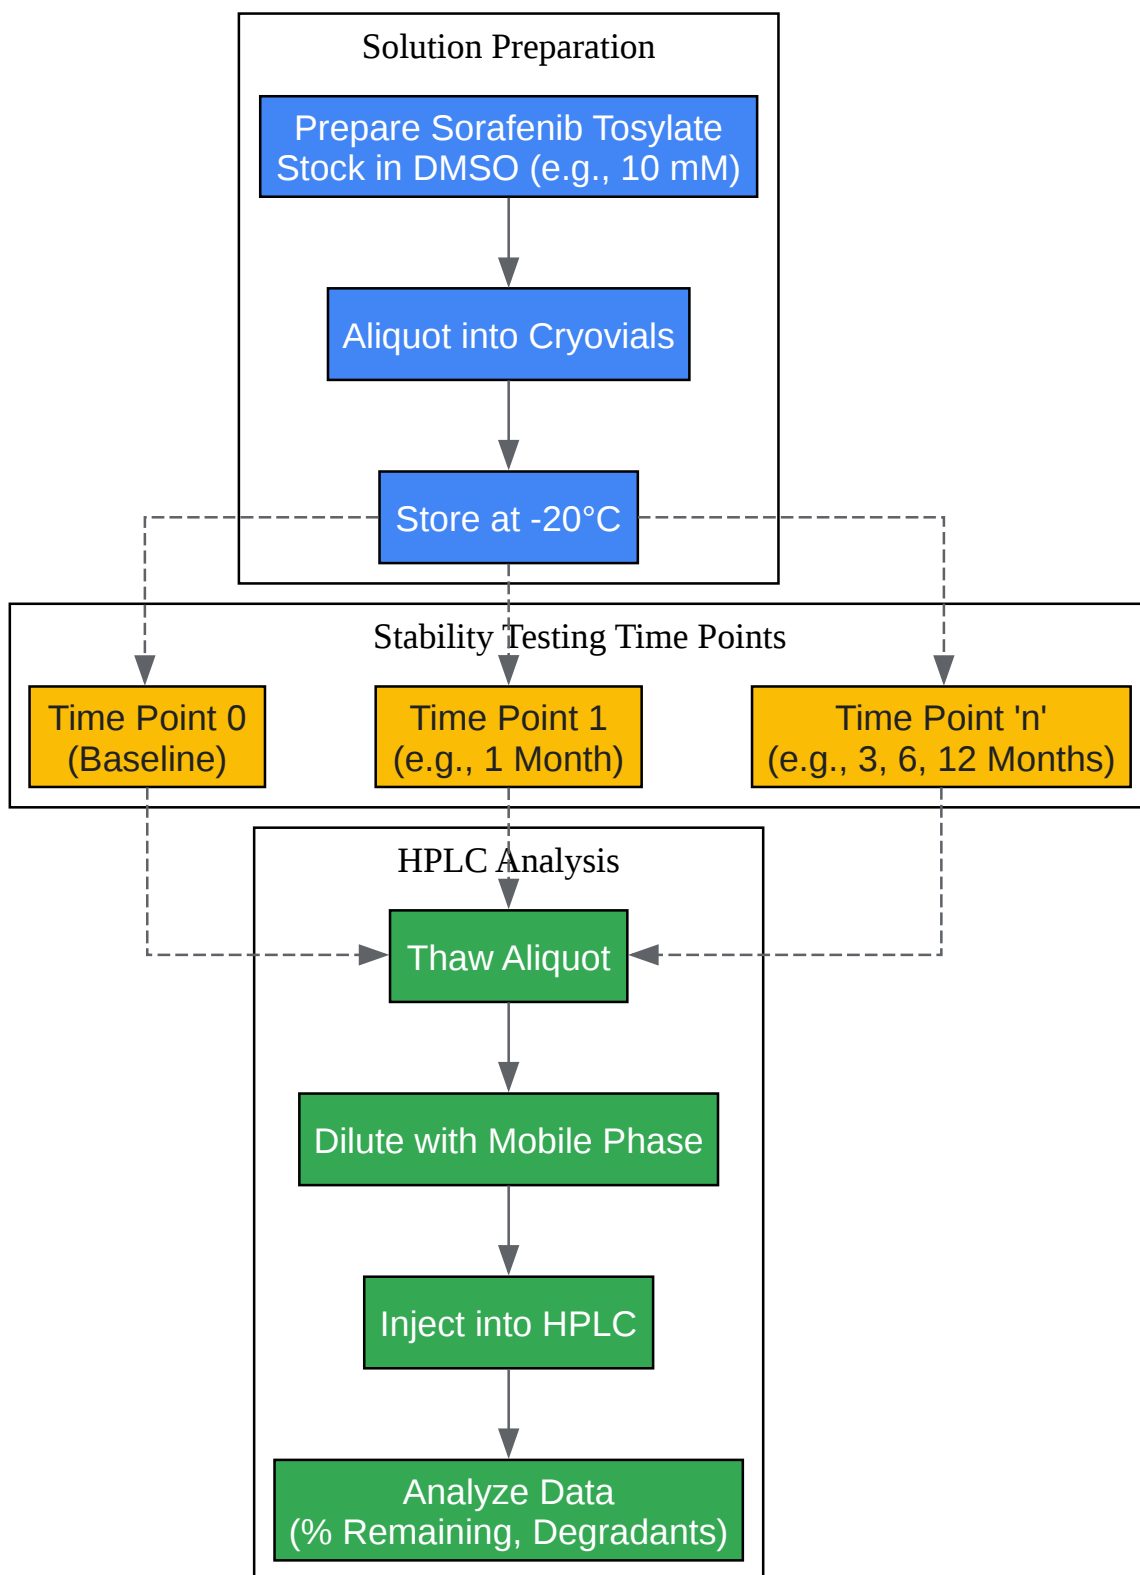 Solution Preparation
Prepare Sorafenib Tosylate
Stock in DMSO (e.g., 10 mM)
Aliquot into Cryovials
Store at -20°C
Stability Testing Time Points
Time Point 0
(Baseline)
Time Point 1
(e.g., 1 Month)
Time Point 'n'
(e.g., 3, 6, 12 Months)
HPLC Analysis
Thaw Aliquot
Dilute with Mobile Phase
Inject into HPLC
Analyze Data
(% Remaining, Degradants)